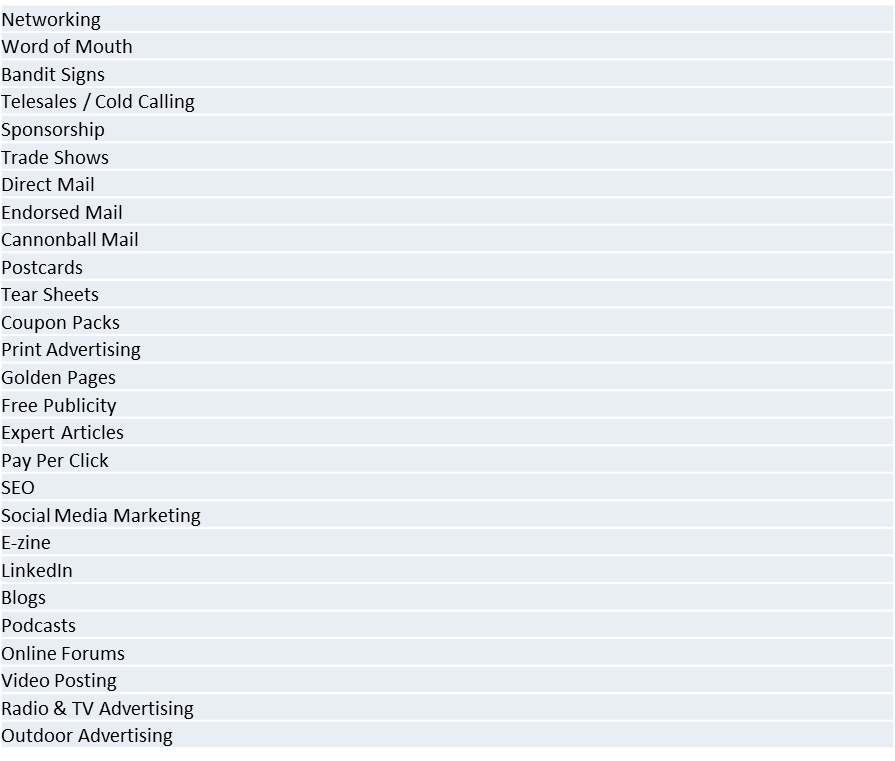 Networking
Word of Mouth
Bandit Signs
Telesales / Cold Calling
Sponsorship
Trade Shows
Direct Mail
Endorsed Mail
Cannonball Mail
Postcards
Tear Sheets
Coupon Packs
Print Advertising
Golden Pages
Free Publicity
Expert Articles
Pay Per Click
SEO
Social Media Marketing
E-zine
LinkedIn
Blogs
Podcasts
Online Forums
Video Posting
Radio & TV Advertising
Outdoor Advertising